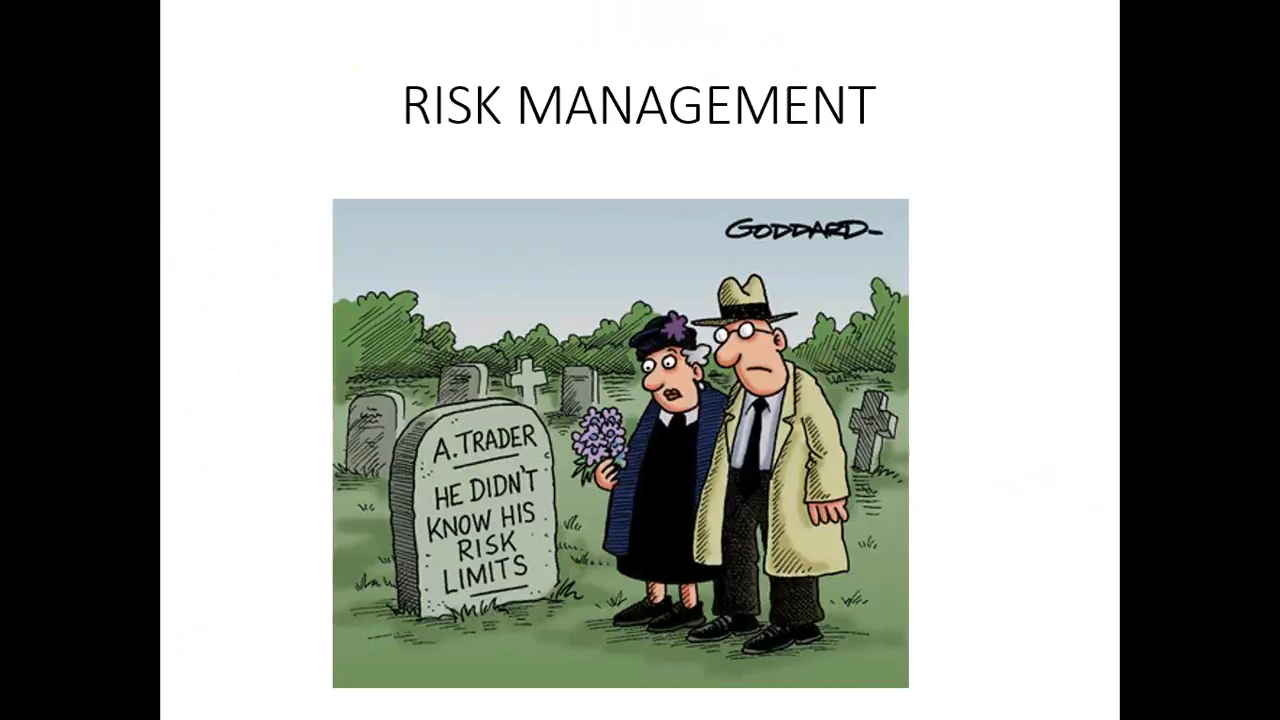 RISK MANAGEMENT
GODDARD-
A. TRADER
HE DIDN'T
KNOW HIS
RISK
LIMITS